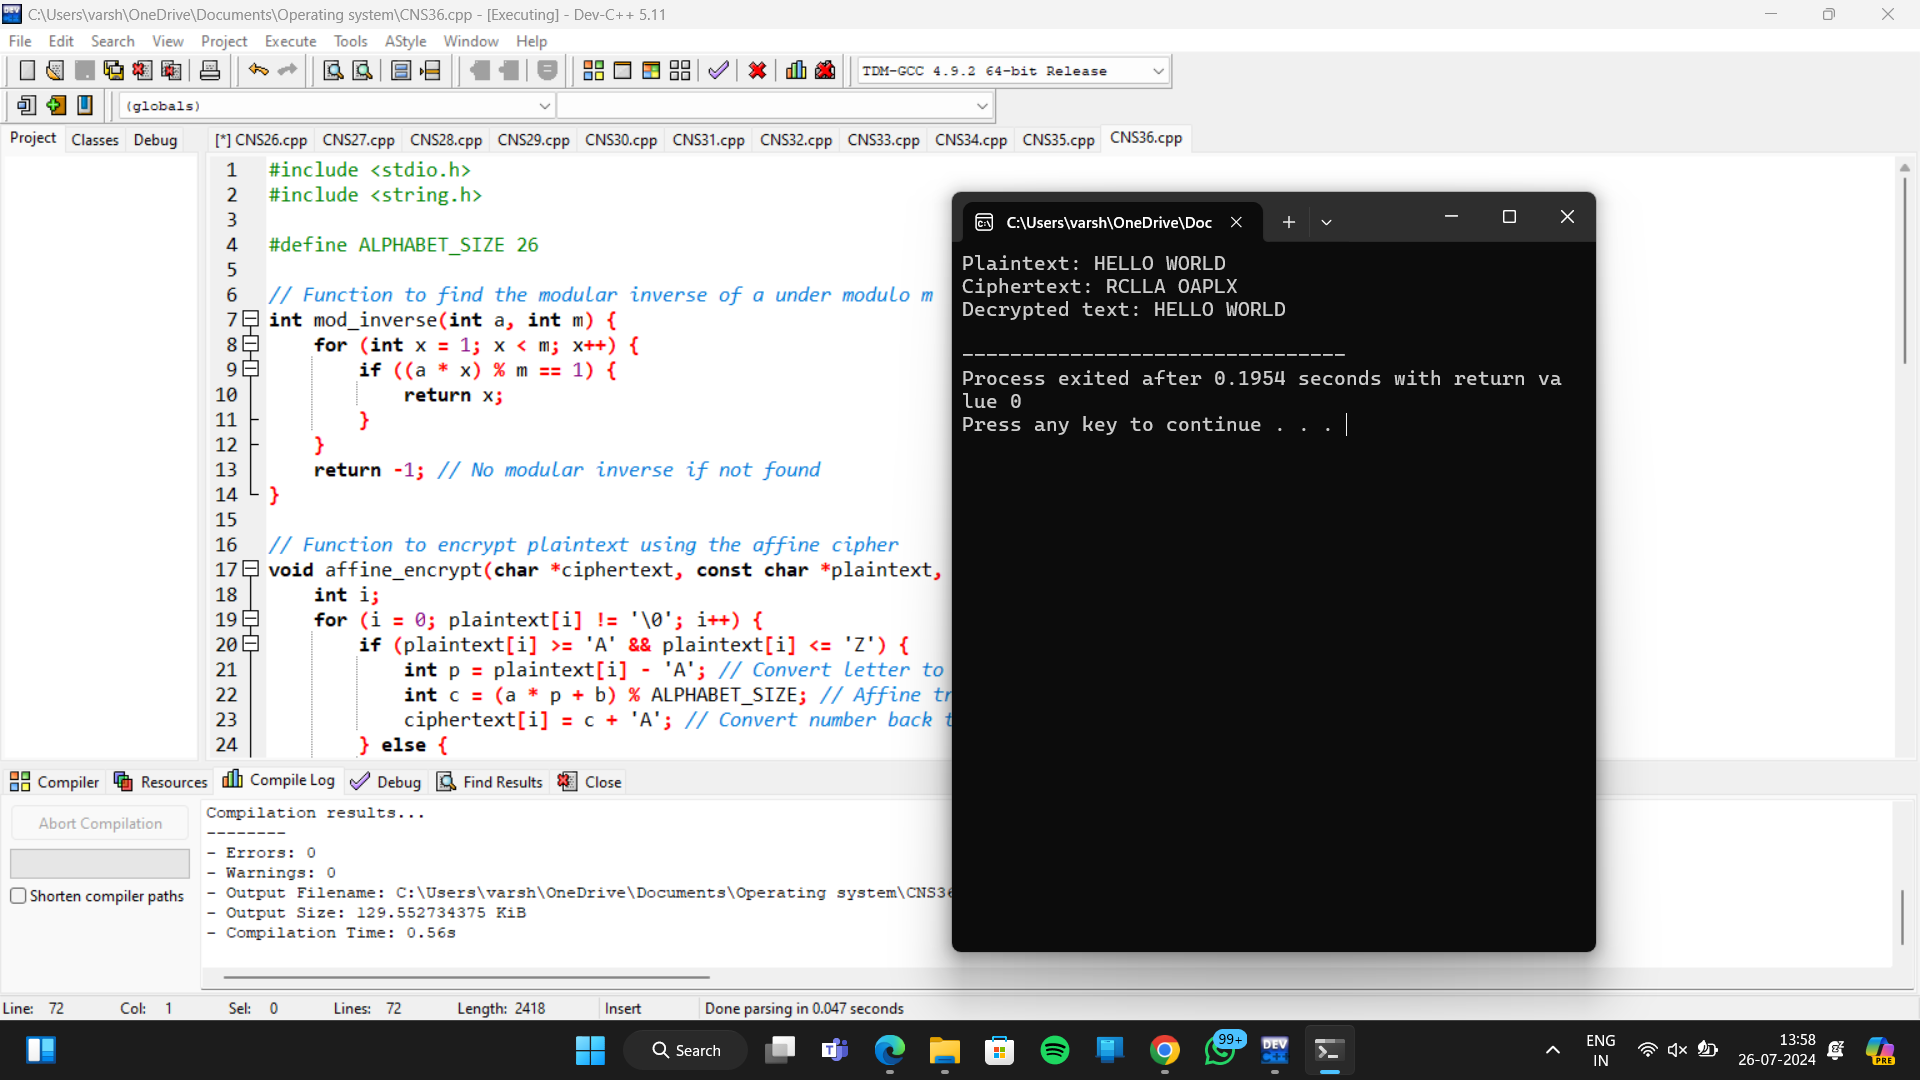 C:\Users\varsh\OneDrive\Documents\Operating system\CNS36.cpp - [Executing] - Dev-C++ 5.11
File Edit Search View Project Execute Tools AStyle Window Help
TDM-GCC 4.9.2 64-bit Release
(globals)
Project Classes Debug
[*] CNS26.cpp CNS27.cpp CNS28.cpp CNS29.cpp CNS30.cpp CNS31.cpp CNS32.cpp CNS33.cpp CNS34.cpp CNS35.cpp CNS36.cpp
1 #include <stdio.h>
2 #include <string.h>
3
4 #define ALPHABET_SIZE 26
5
6 // Function to find the modular inverse of a under modulo m
7 int mod_inverse(int a, int m) {
8 for (int x = 1; x < m; x++) {
9 if ((a * x) % m == 1) {
10 return x;
11 }
12 }
13 return -1; // No modular inverse if not found
14 }
15
16 // Function to encrypt plaintext using the affine cipher
17 void affine_encrypt(char *ciphertext, const char *plaintext,
18 int i;
19 for (i = 0; plaintext[i] != '\0'; i++) {
20 if (plaintext[i] >= 'A' && plaintext[i] <= 'Z') {
21 int p = plaintext[i] - 'A'; // Convert letter to
22 int c = (a * p + b) % ALPHABET_SIZE; // Affine tr
23 ciphertext[i] = c + 'A'; // Convert number back t
24 } else {
C:\Users\varsh\OneDrive\Doc
Plaintext: HELLO WORLD
Ciphertext: RCLLA OAPLX
Decrypted text: HELLO WORLD
--------------------------------
Process exited after 0.1954 seconds with return va
lue 0
Press any key to continue . . .
Compiler Resources Compile Log Debug Find Results Close
Abort Compilation
Shorten compiler paths
Compilation results...
--------
- Errors: 0
- Warnings: 0
- Output Filename: C:\Users\varsh\OneDrive\Documents\Operating system\CNS36
- Output Size: 129.552734375 KiB
- Compilation Time: 0.56s
Line: 72 Col: 1 Sel: 0 Lines: 72 Length: 2418 Insert Done parsing in 0.047 seconds
Search
99+
DEV
C++
ENG
IN
13:58
26-07-2024
PRE